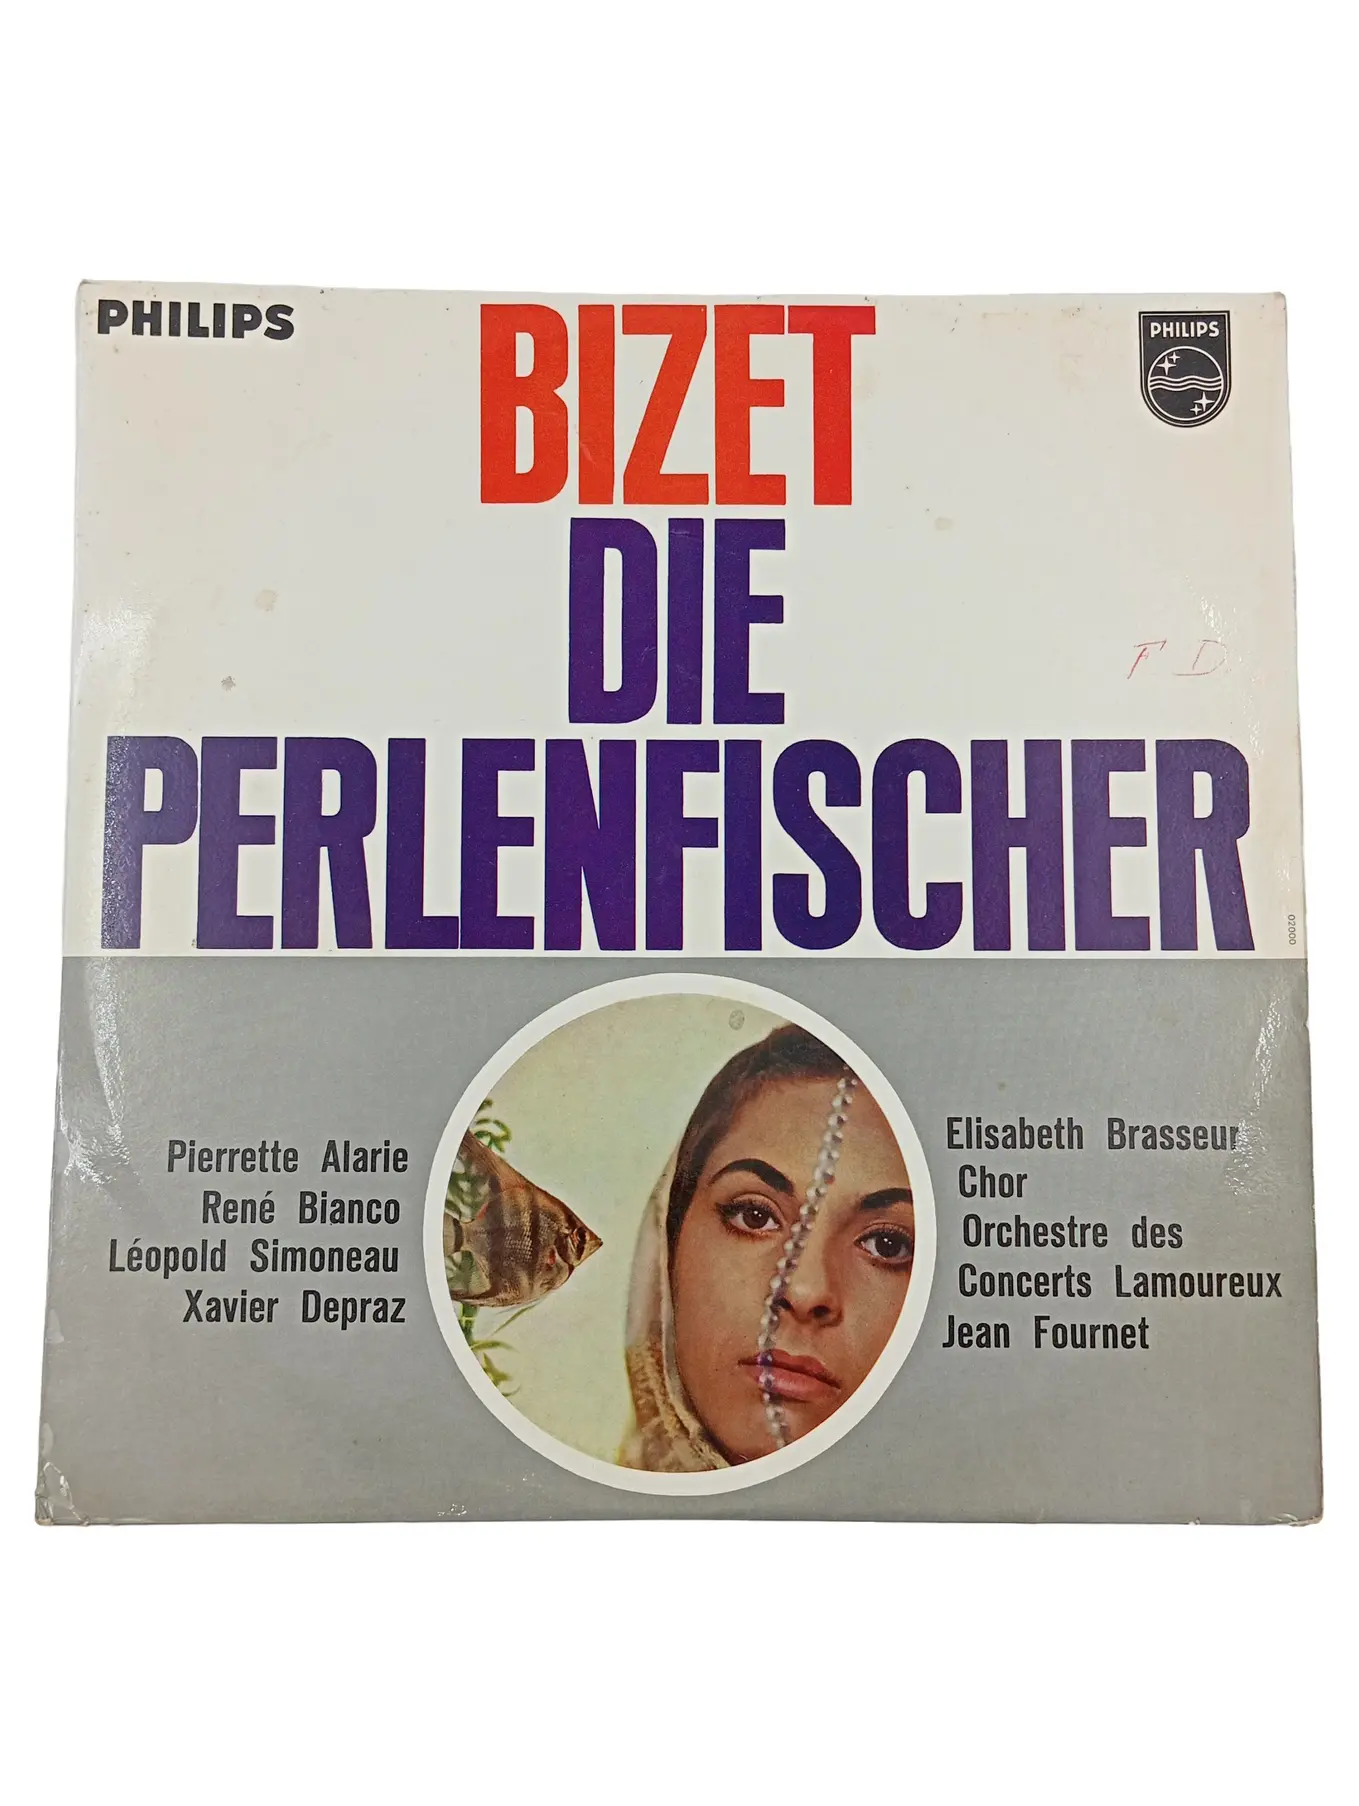 PHILIPS
BIZET
PHILIPS
DIE
F D
PERLENFISCHER
02000
Pierrette Alarie
René Bianco
Léopold Simoneau
Xavier Depraz
Elisabeth Brasseur
Chor
Orchestre des
Concerts Lamoureux
Jean Fournet